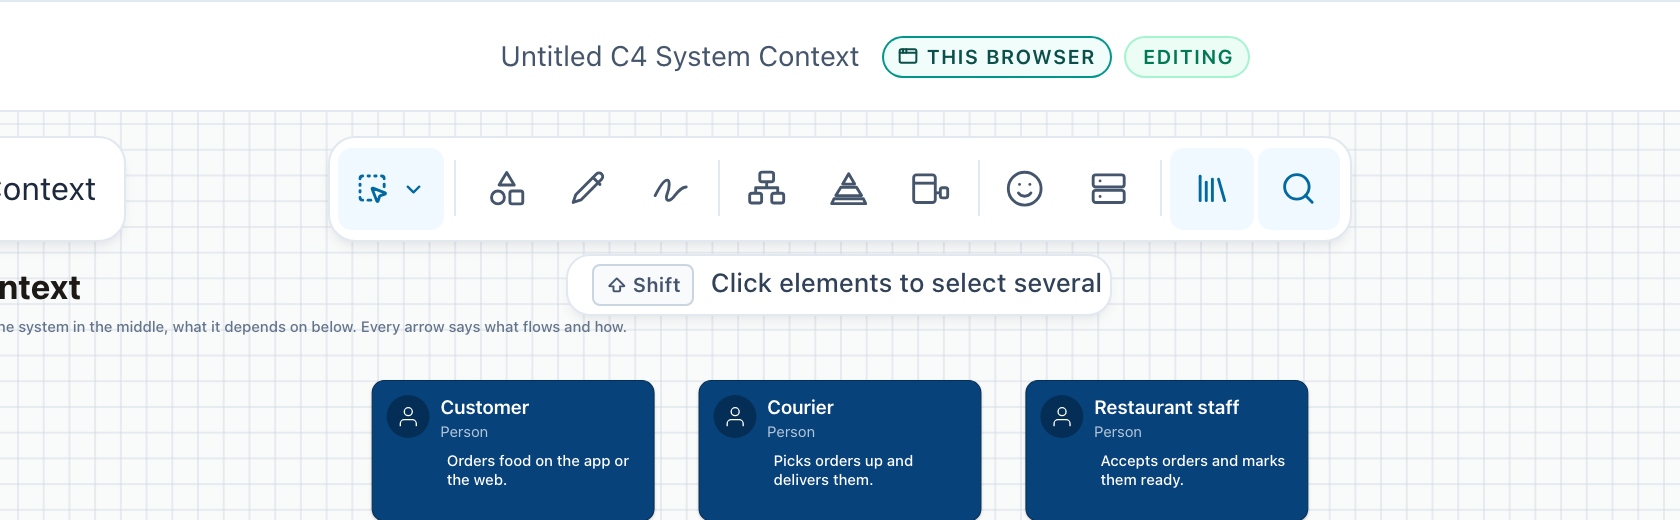 Untitled C4 System Context
THIS BROWSER
EDITING
Context
Shift
Click elements to select several
ntext
ne system in the middle, what it depends on below. Every arrow says what flows and how.
Customer
Person
Orders food on the app or
the web.
Courier
Person
Picks orders up and
delivers them.
Restaurant staff
Person
Accepts orders and marks
them ready.